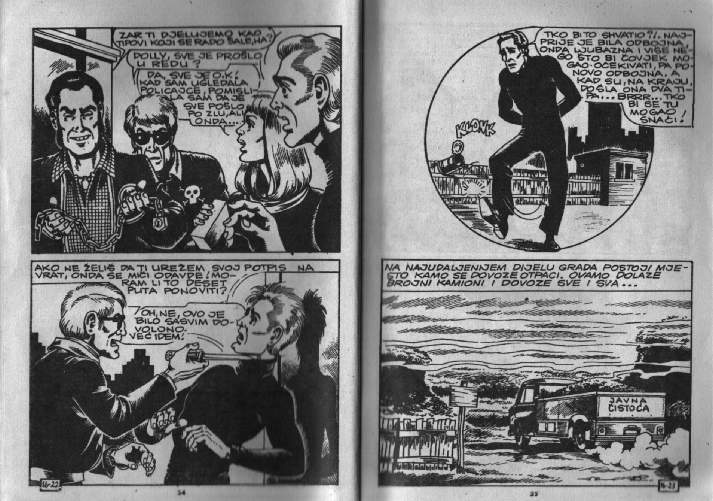 ZAR TI DJELUJEMO KAO
TIPOVI KOJI SE RADO ŠALE, HA?
DOLLY, SVE JE PROŠLO
U REDU?
DA, SVE JE O.K!
KAD SAM UGLEDALA
POLICAJCE, POMISLI-
LA SAM DA JE
SVE POŠLO
PO ZLU, ALI
ONDA...
AKO NE ŽELIŠ DA TI UREŽEM SVOJ POTPIS NA
VRAT, ONDA SE MIČI ODAVDE! MO-
RAM LI TO DESET
PUTA PONOVITI?
OH, NE, OVO JE
BILO SASVIM DO-
VOLJNO...
VEĆ IDEM!
54
TKO BI TO SHVATIO?!, NAJ-
PRIJE JE BILA ODBOJNA,
ONDA LJUBAZNA I VIŠE NE-
GO ŠTO BI ČOVJEK MO-
GAO OČEKIVATI, PA PO-
NOVO ODBOJNA, A
KAD SU, NA KRAJU,
DOŠLA ONA DVA TI-
PA... BRRR... TKO
BI SE TU
MOGAO
SNAĆI!
KLONK
NA NAJUDALJENIJEM DIJELU GRADA POSTOJI MJE-
STO KAMO SE DOVOZE OTPACI. OVAMO DOLAZE
BROJNI KAMIONI I DOVOZE SVE I SVA...
JAVNA
ČISTOĆA
55
16-23